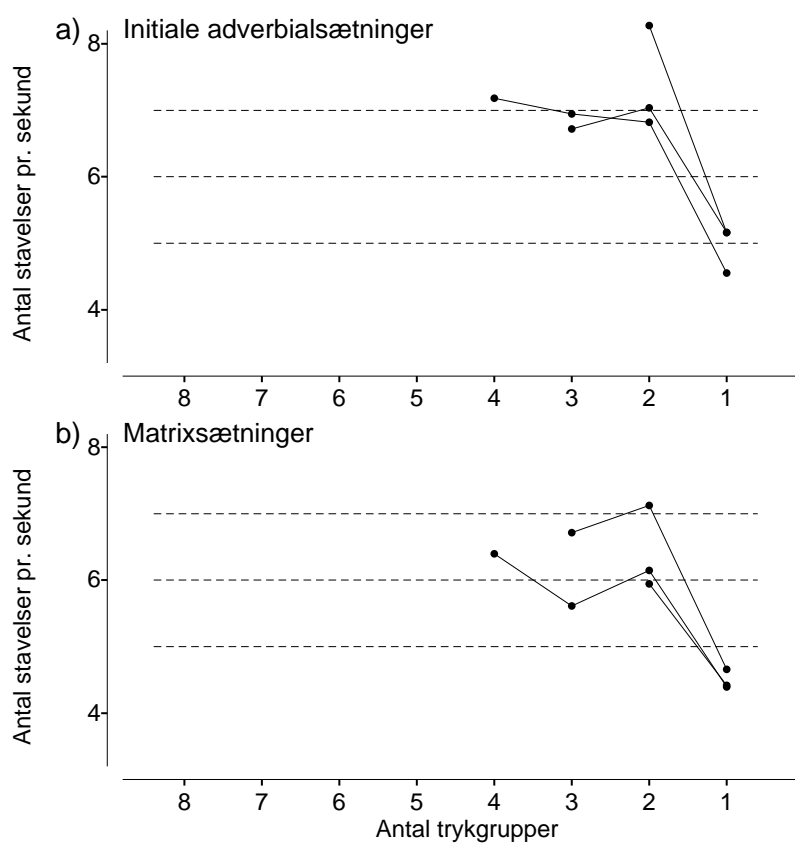 a) Initiale adverbialsætninger
Antal stavelser pr. sekund
8
6
4
8 7 6 5 4 3 2 1
b) Matrixsætninger
Antal stavelser pr. sekund
8
6
4
8 7 6 5 4 3 2 1
Antal trykgrupper